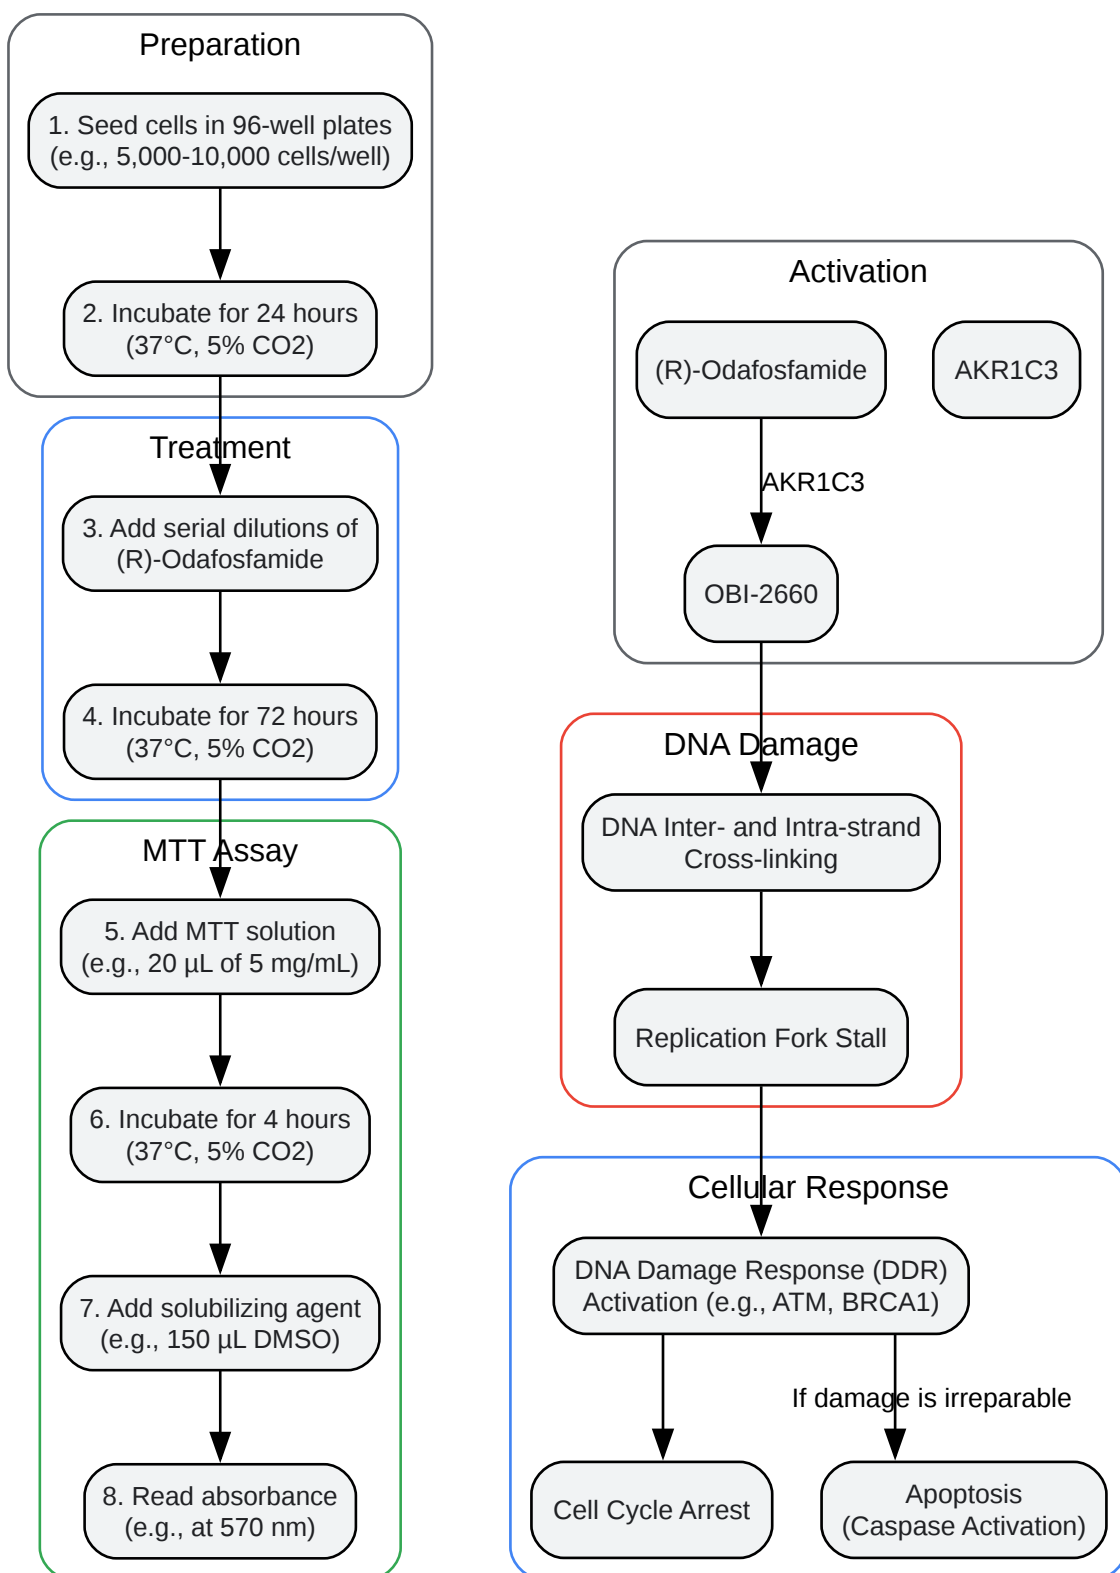 Preparation
1. Seed cells in 96-well plates
(e.g., 5,000-10,000 cells/well)
2. Incubate for 24 hours
(37°C, 5% CO2)
Treatment
3. Add serial dilutions of
(R)-Odafosfamide
4. Incubate for 72 hours
(37°C, 5% CO2)
MTT Assay
5. Add MTT solution
(e.g., 20 µL of 5 mg/mL)
6. Incubate for 4 hours
(37°C, 5% CO2)
7. Add solubilizing agent
(e.g., 150 µL DMSO)
8. Read absorbance
(e.g., at 570 nm)
Activation
(R)-Odafosfamide
AKR1C3
AKR1C3
OBI-2660
DNA Damage
DNA Inter- and Intra-strand
Cross-linking
Replication Fork Stall
Cellular Response
DNA Damage Response (DDR)
Activation (e.g., ATM, BRCA1)
If damage is irreparable
Cell Cycle Arrest
Apoptosis
(Caspase Activation)